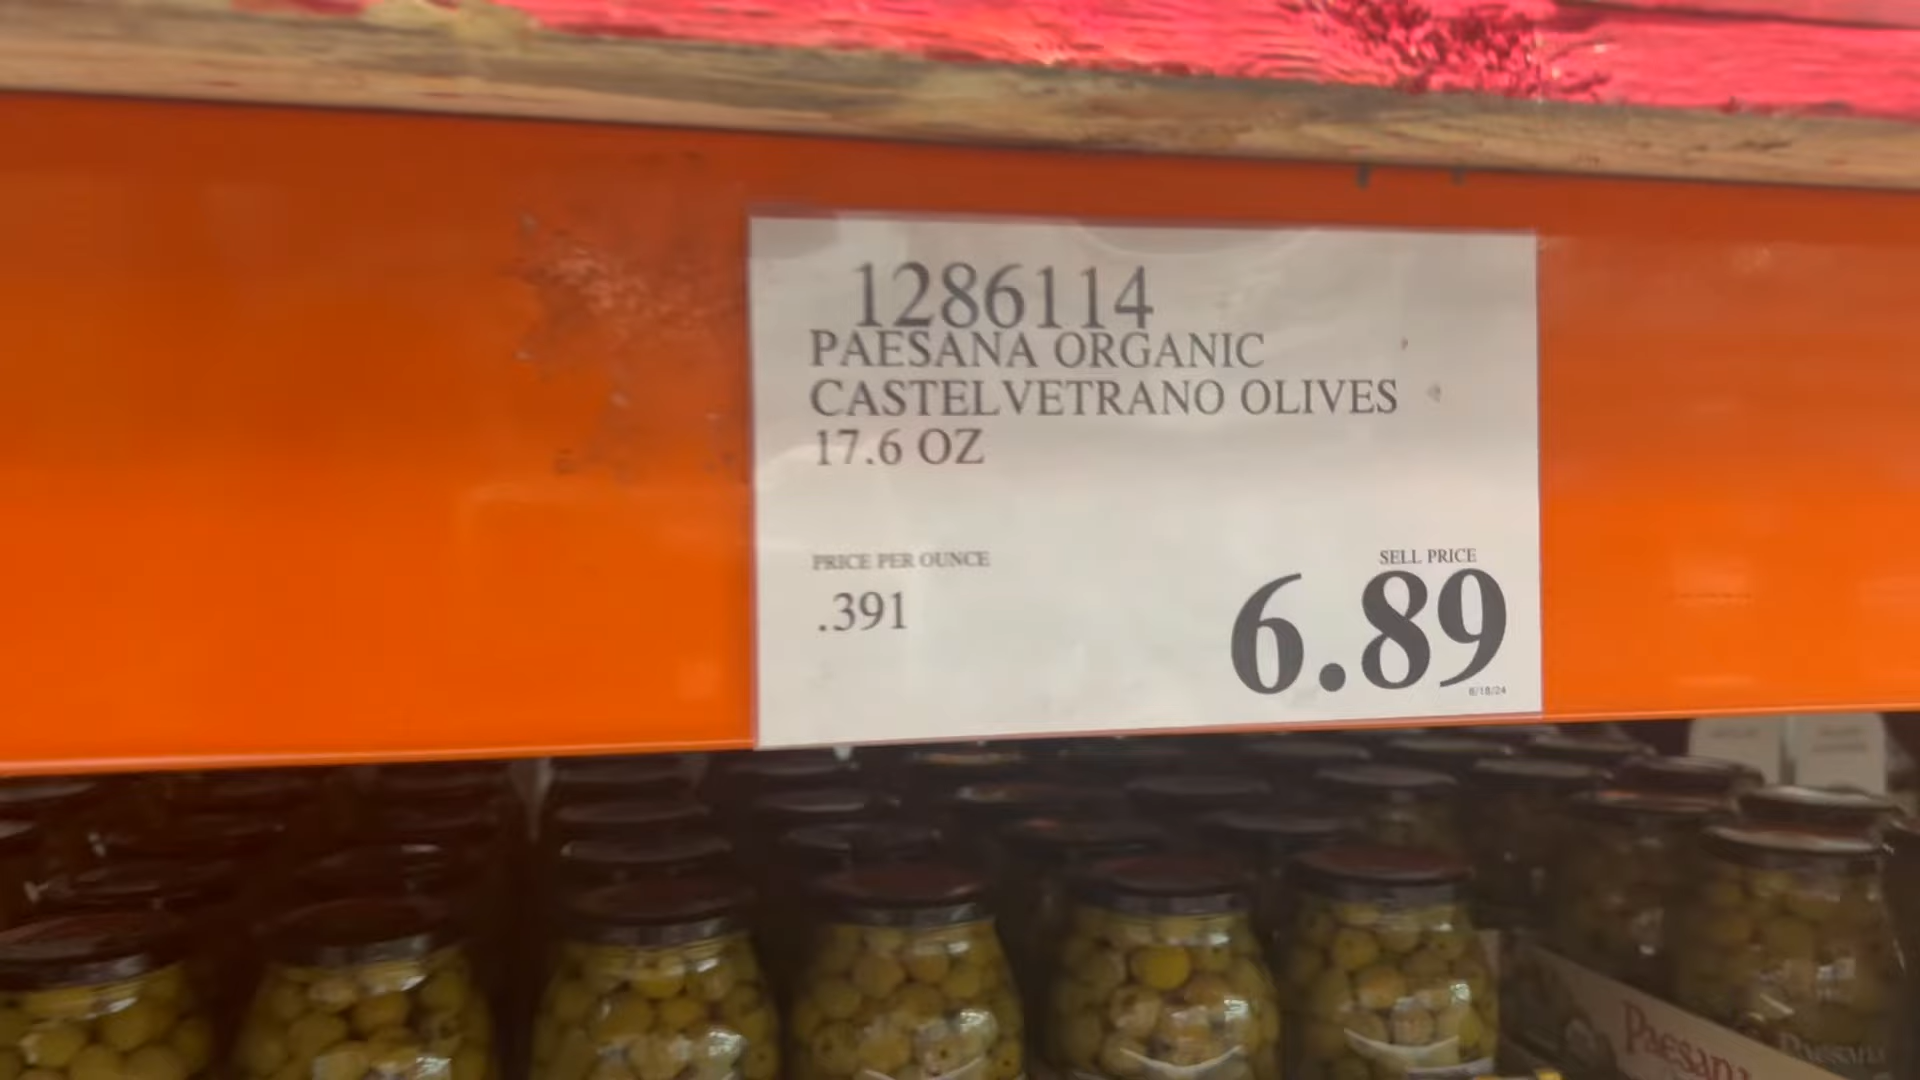 1286114
PAESANA ORGANIC
CASTELVETRANO OLIVES
17.6 OZ
PRICE PER OUNCE
.391
SELL PRICE
6.89
8/18/24
Paesana